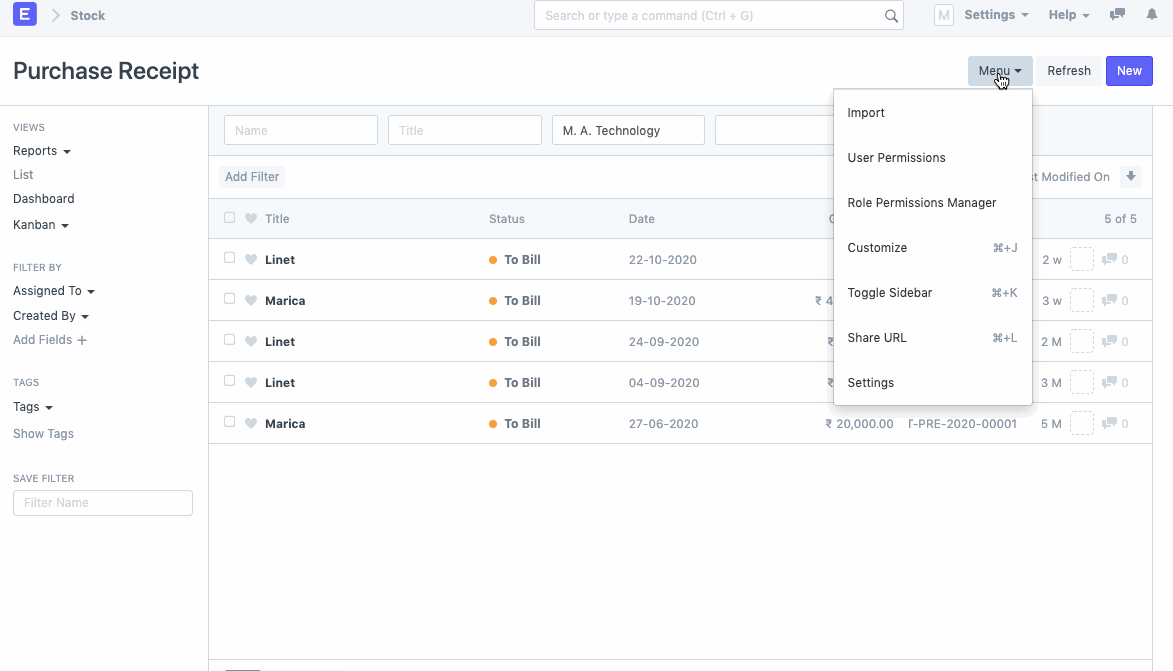 E Stock Search or type a command (Ctrl + G) M Settings Help
Purchase Receipt Menu Refresh New
VIEWS
Reports
List
Dashboard
Kanban
FILTER BY
Assigned To
Created By
Add Fields +
TAGS
Tags
Show Tags
SAVE FILTER
Filter Name
Name Title M. A. Technology
Add Filter Modified On
Title Status Date 5 of 5
Linet To Bill 22-10-2020 2 w 0
Marica To Bill 19-10-2020 ₹ 4 3 w 0
Linet To Bill 24-09-2020 ₹ 2 M 0
Linet To Bill 04-09-2020 ₹ 3 M 0
Marica To Bill 27-06-2020 ₹ 20,000.00 T-PRE-2020-00001 5 M 0
Import
User Permissions
Role Permissions Manager
Customize ⌘+J
Toggle Sidebar ⌘+K
Share URL ⌘+L
Settings